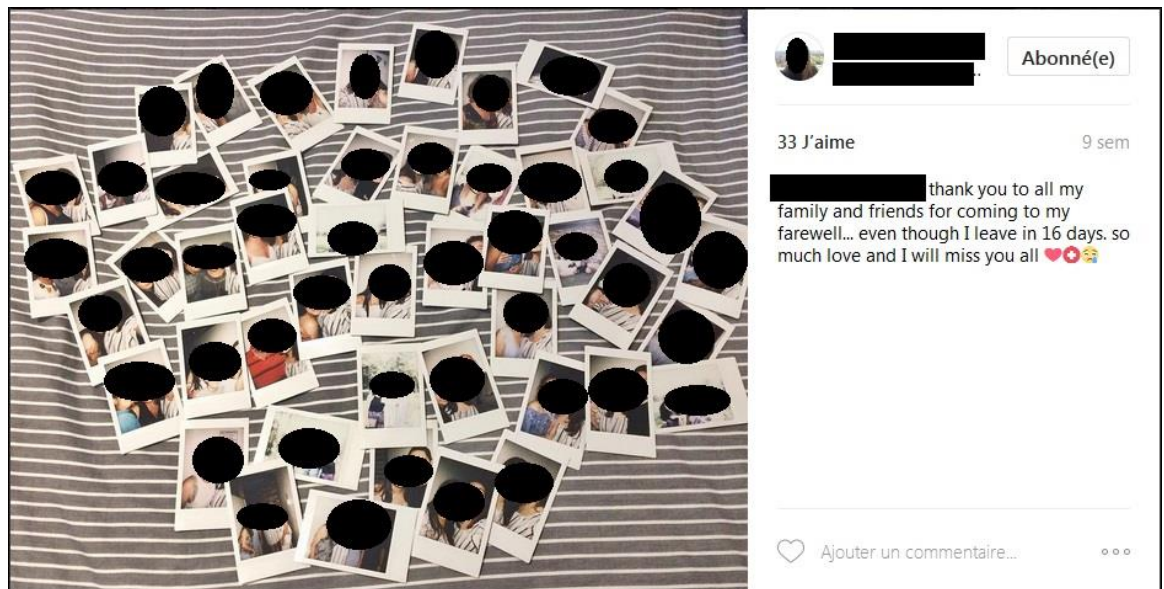 Abonné(e)
33 J'aime
9 sem
thank you to all my
family and friends for coming to my
farewell... even though I leave in 16 days. so
much love and I will miss you all ❤️🇨🇭😪
Ajouter un commentaire...